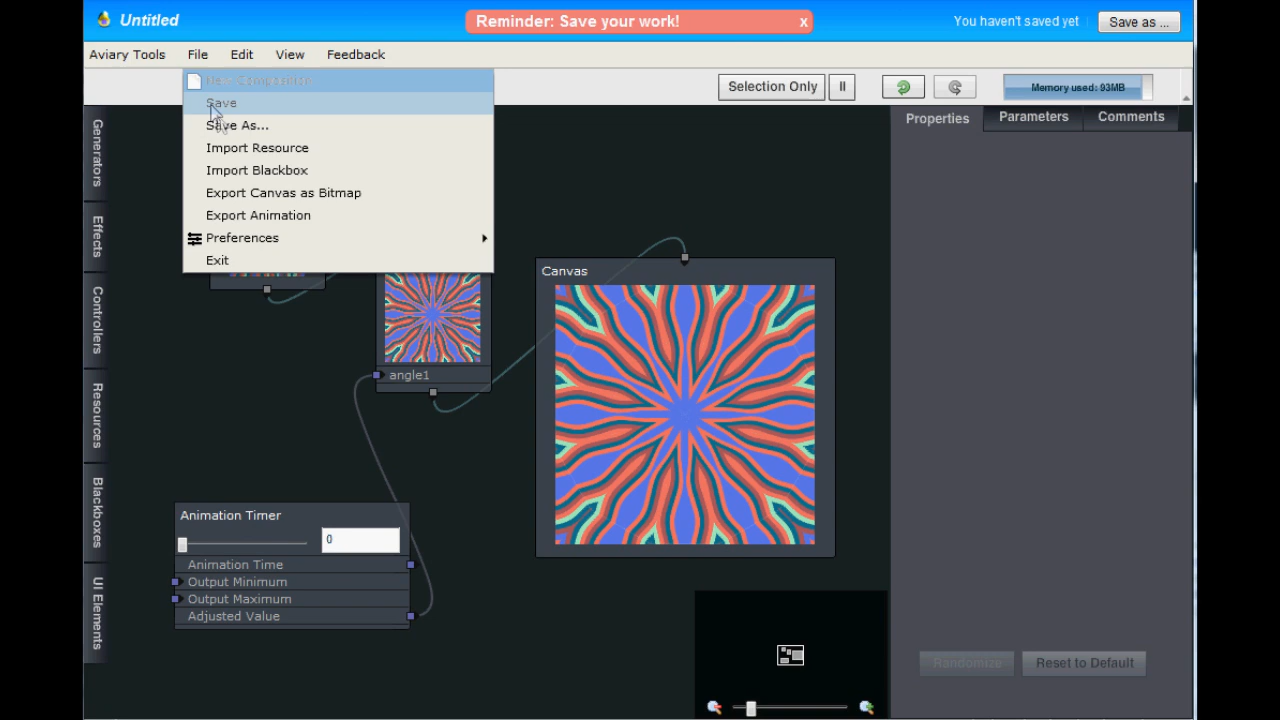 Untitled
Reminder: Save your work! x
You haven't saved yet
Save as ...
Aviary Tools File Edit View Feedback
New Composition
Save
Save As...
Import Resource
Import Blackbox
Export Canvas as Bitmap
Export Animation
Preferences
Exit
Selection Only
Memory used: 93MB
Properties Parameters Comments
Generators
Effects
Controllers
Resources
Blackboxes
UI Elements
angle1
Canvas
Animation Timer
0
Animation Time
Output Minimum
Output Maximum
Adjusted Value
Randomize Reset to Default